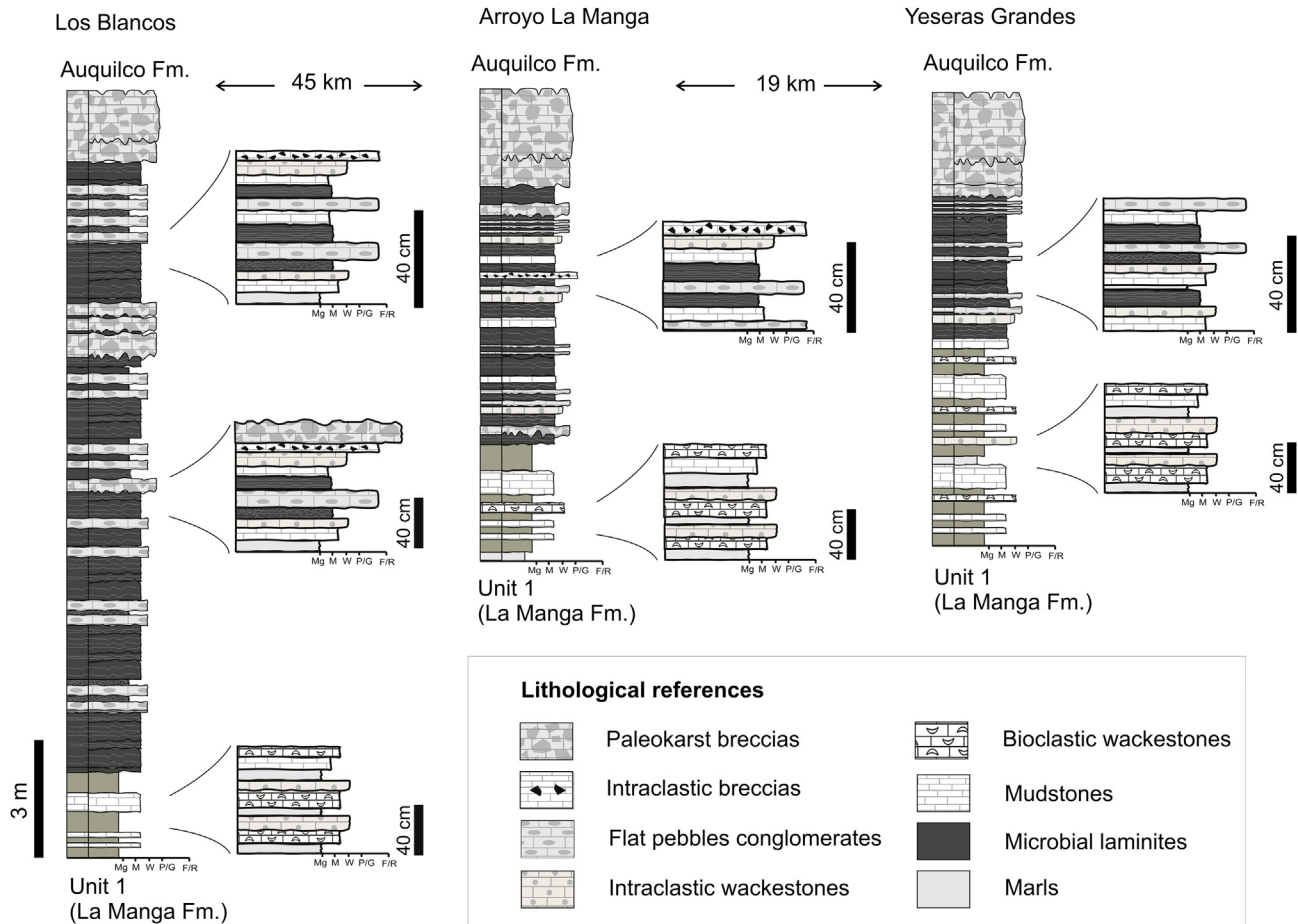 Los Blancos
Arroyo La Manga
Yeseras Grandes
Auquilco Fm.
45 km
Auquilco Fm.
19 km
Auquilco Fm.
40 cm
Mg M W P/G F/R
40 cm
Mg M W P/G F/R
40 cm
Mg M W P/G F/R
40 cm
Mg M W P/G F/R
40 cm
Mg M W P/G F/R
40 cm
Mg M W P/G F/R
Mg M W P/G F/R
Unit 1
(La Manga Fm.)
Mg M W P/G F/R
Unit 1
(La Manga Fm.)
3 m
40 cm
Mg M W P/G F/R
Mg M W P/G F/R
Unit 1
(La Manga Fm.)
Lithological references
Paleokarst breccias
Intraclastic breccias
Flat pebbles conglomerates
Intraclastic wackestones
Bioclastic wackestones
Mudstones
Microbial laminites
Marls